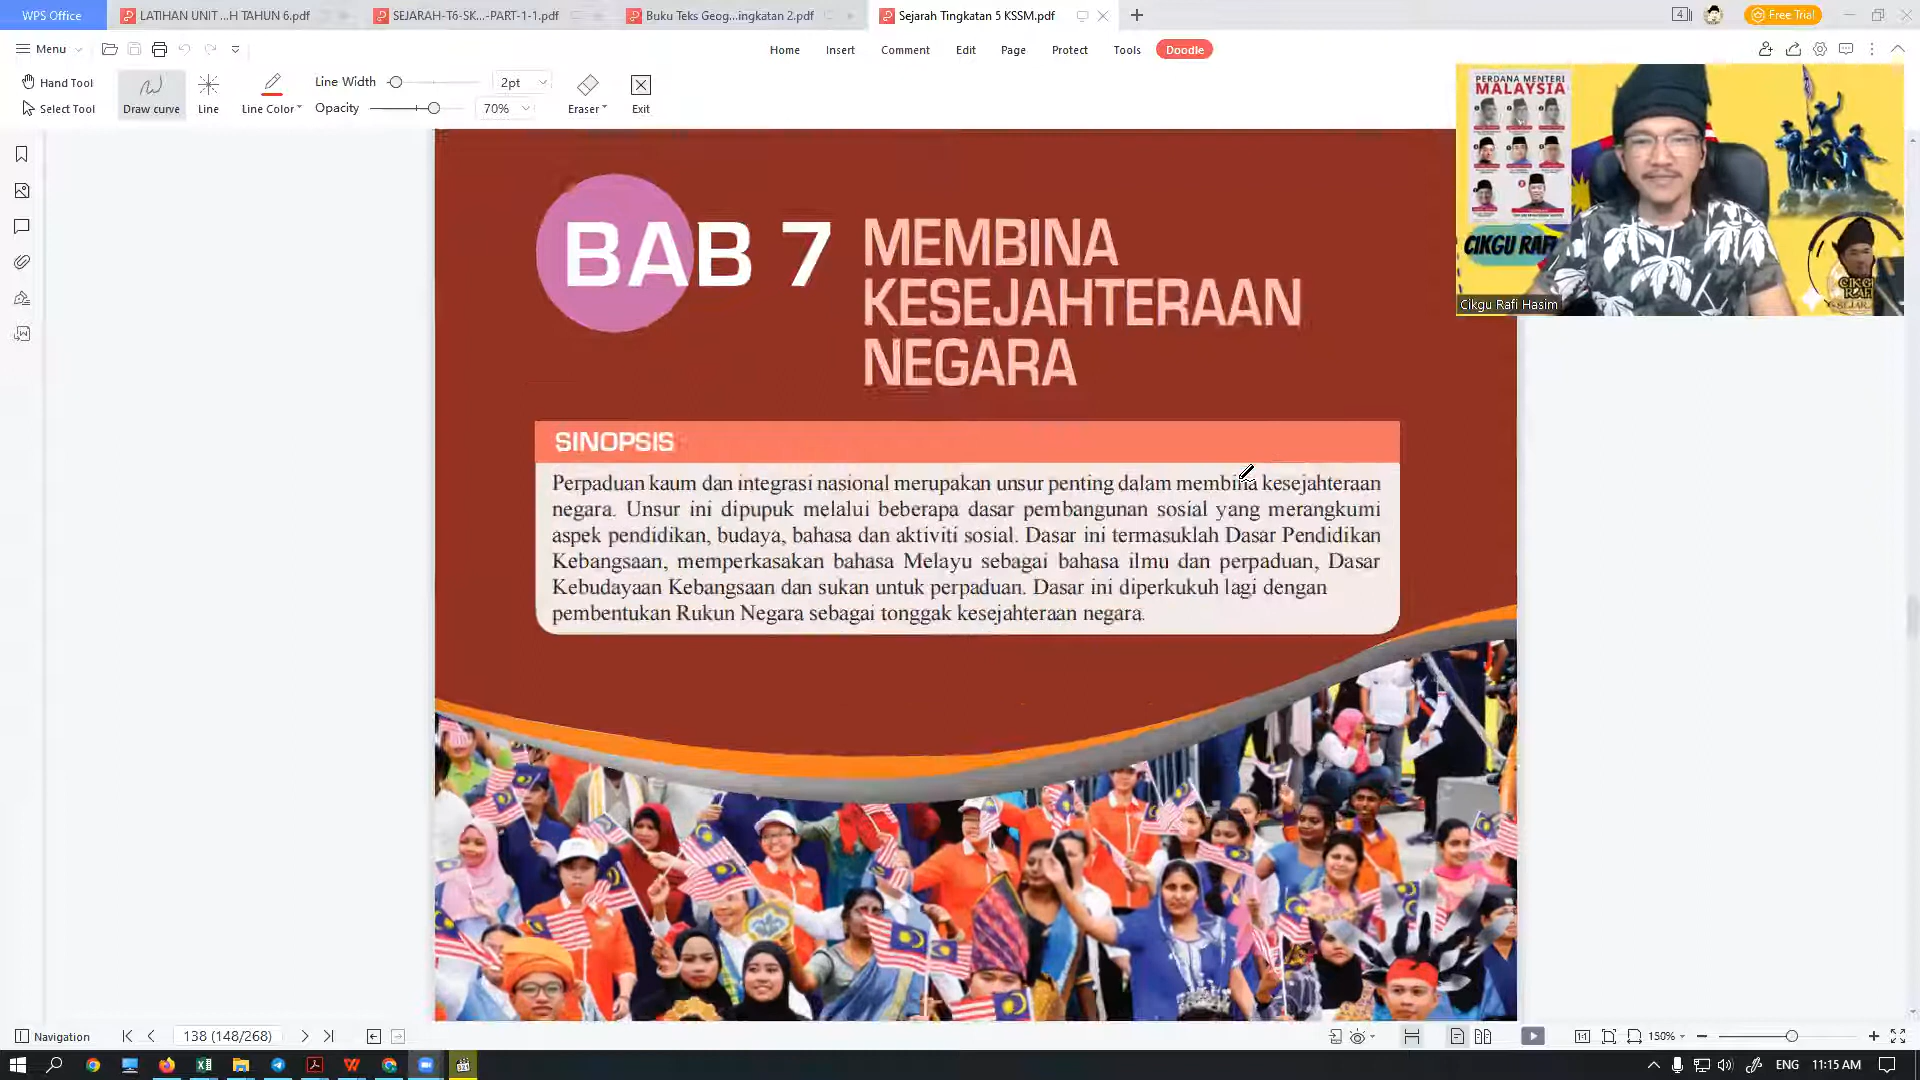 WPS Office
LATIHAN UNIT ...H TAHUN 6.pdf
SEJARAH-T6-SK...-PART-1-1.pdf
Buku Teks Geog...ingkatan 2.pdf
Sejarah Tingkatan 5 KSSM.pdf
4
Free Trial
Menu
Home
Insert
Comment
Edit
Page
Protect
Tools
Doodle
Hand Tool
Select Tool
Draw curve
Line
Line Color
Line Width
2pt
Opacity
70%
Eraser
Exit
PERDANA MENTERI
MALAYSIA
CIKGU RAFI
Cikgu Rafi Hasim
BAB 7
MEMBINA
KESEJAHTERAAN
NEGARA
SINOPSIS
Perpaduan kaum dan integrasi nasional merupakan unsur penting dalam membina kesejahteraan
negara. Unsur ini dipupuk melalui beberapa dasar pembangunan sosial yang merangkumi
aspek pendidikan, budaya, bahasa dan aktiviti sosial. Dasar ini termasuklah Dasar Pendidikan
Kebangsaan, memperkasakan bahasa Melayu sebagai bahasa ilmu dan perpaduan, Dasar
Kebudayaan Kebangsaan dan sukan untuk perpaduan. Dasar ini diperkukuh lagi dengan
pembentukan Rukun Negara sebagai tonggak kesejahteraan negara.
Navigation
138 (148/268)
150%
ENG
11:15 AM